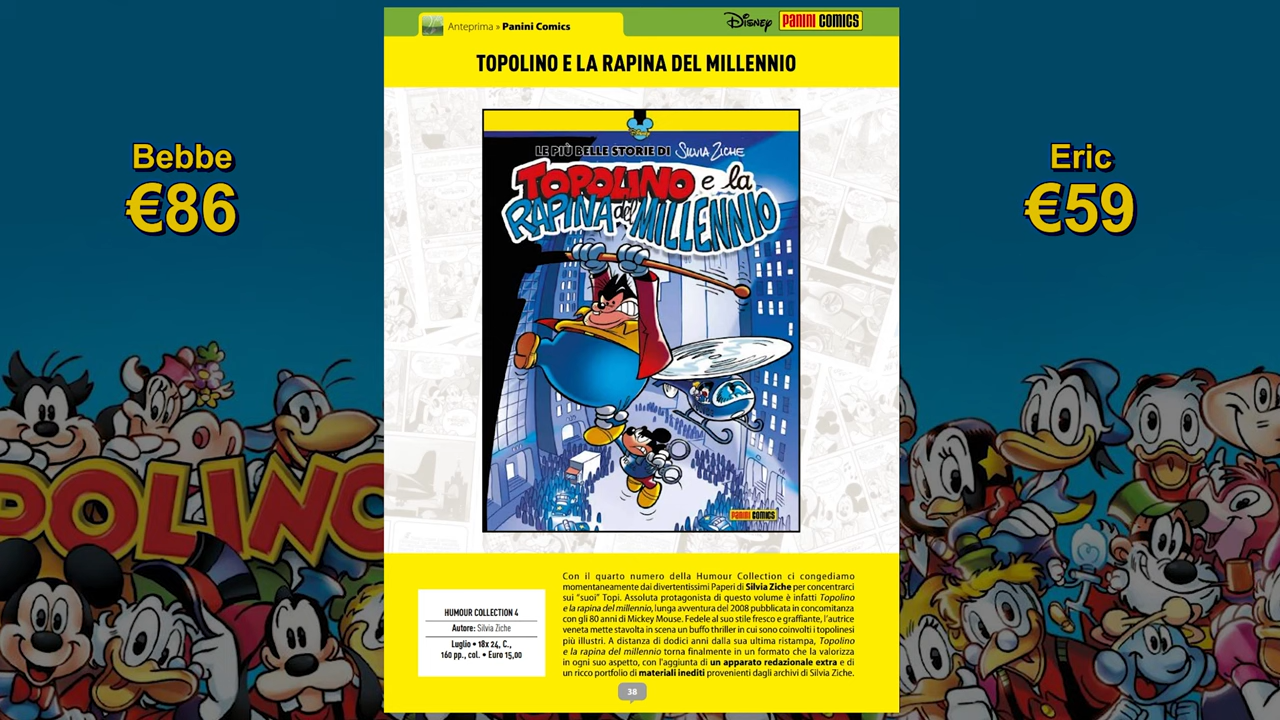 Anteprima » Panini Comics
Disney PANINI COMICS
TOPOLINO E LA RAPINA DEL MILLENNIO
Bebbe
€86
Eric
€59
Disney
LE PIÙ BELLE STORIE DI SILVIA ZICHE
TOPOLINO e la
RAPINA del MILLENNIO
PANINI COMICS
POLINO
HUMOUR COLLECTION 4
Autore: Silvia Ziche
Luglio • 18x 24, C.,
160 pp., col. • Euro 15,00
Con il quarto numero della Humour Collection ci congediamo
momentaneamente dai divertentissimi Paperi di Silvia Ziche per concentrarci
sui “suoi” Topi. Assoluta protagonista di questo volume è infatti Topolino
e la rapina del millennio, lunga avventura del 2008 pubblicata in concomitanza
con gli 80 anni di Mickey Mouse. Fedele al suo stile fresco e graffiante, l’autrice
veneta mette stavolta in scena un buffo thriller in cui sono coinvolti i topolinesi
più illustri. A distanza di dodici anni dalla sua ultima ristampa, Topolino
e la rapina del millennio torna finalmente in un formato che la valorizza
in ogni suo aspetto, con l’aggiunta di un apparato redazionale extra e di
un ricco portfolio di materiali inediti provenienti dagli archivi di Silvia Ziche.
38